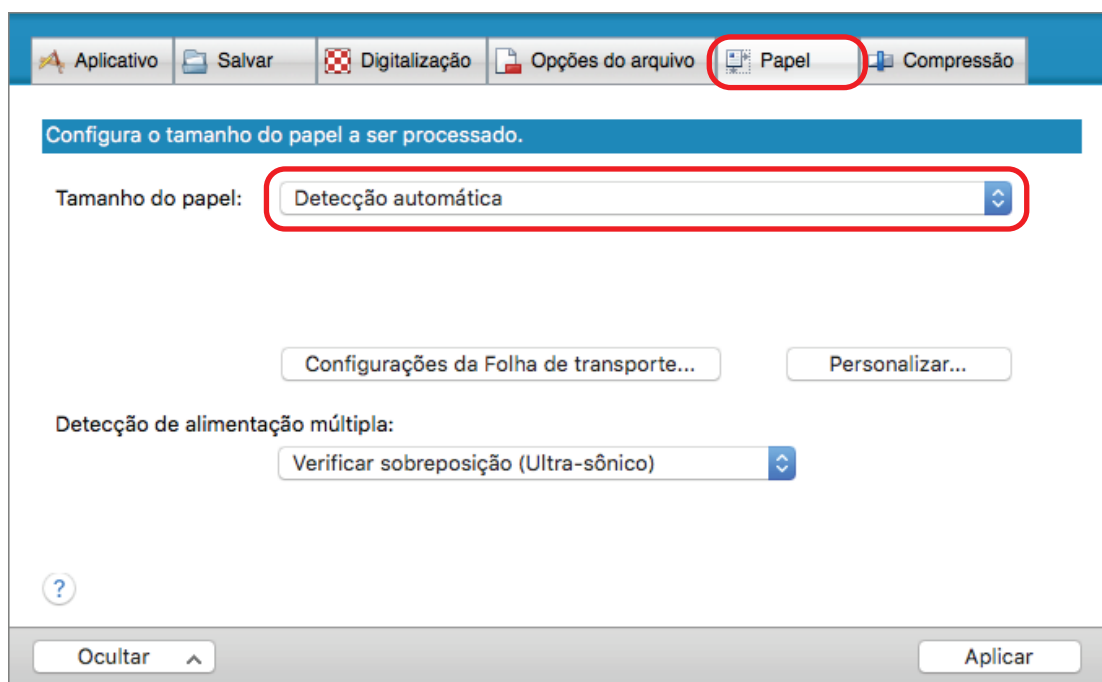 Aplicativo Salvar Digitalização Opções do arquivo Papel Compressão
Configura o tamanho do papel a ser processado.
Tamanho do papel: Detecção automática
Configurações da Folha de transporte... Personalizar...
Detecção de alimentação múltipla:
Verificar sobreposição (Ultra-sônico)
?
Ocultar Aplicar